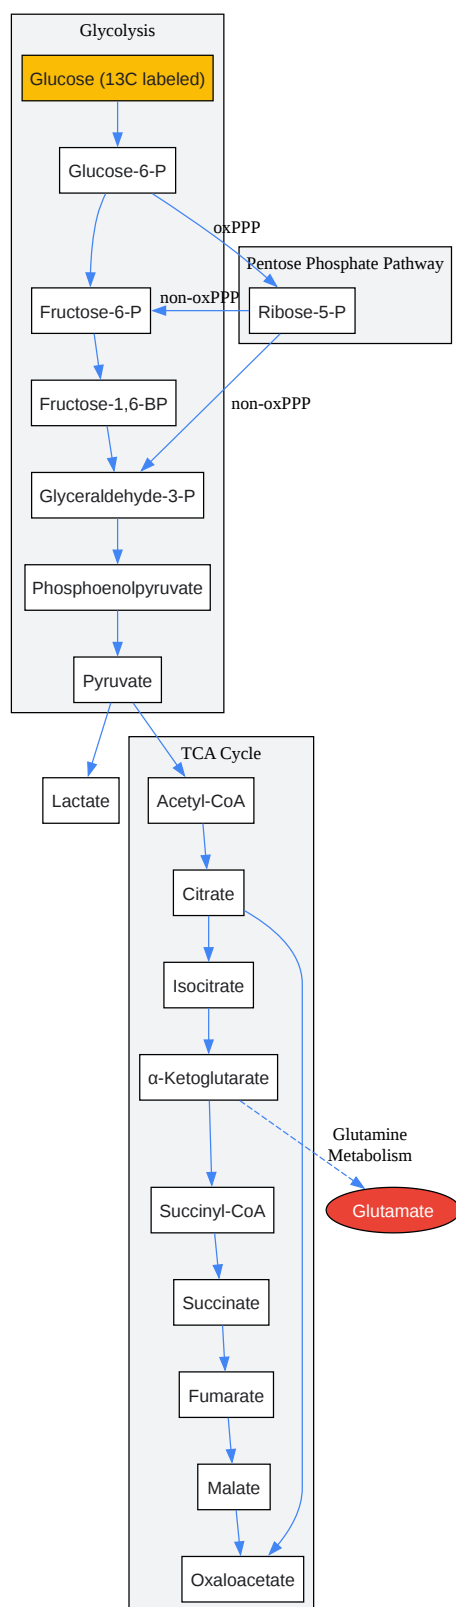 Glycolysis
Glucose (13C labeled)
Glucose-6-P
oxPPP
Pentose Phosphate Pathway
non-oxPPP
Fructose-6-P
Ribose-5-P
Fructose-1,6-BP
non-oxPPP
Glyceraldehyde-3-P
Phosphoenolpyruvate
Pyruvate
TCA Cycle
Lactate
Acetyl-CoA
Citrate
Isocitrate
α-Ketoglutarate
Glutamine
Metabolism
Succinyl-CoA
Glutamate
Succinate
Fumarate
Malate
Oxaloacetate